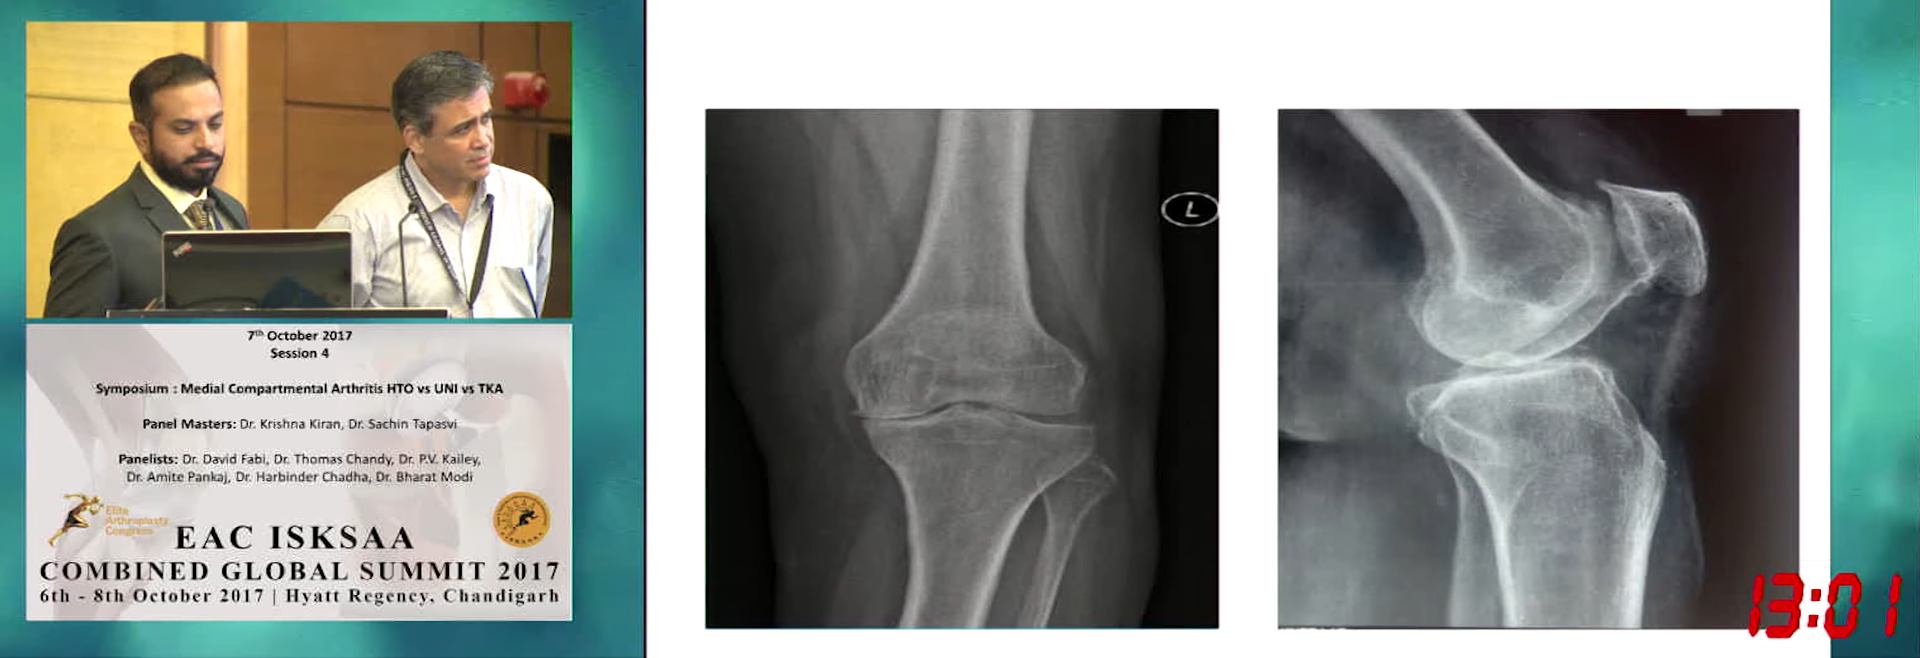 7th October 2017
Session 4
Symposium : Medial Compartmental Arthritis HTO vs UNI vs TKA
Panel Masters: Dr. Krishna Kiran, Dr. Sachin Tapasvi
Panelists: Dr. David Fabi, Dr. Thomas Chandy, Dr. P.V. Kailey,
Dr. Amite Pankaj, Dr. Harbinder Chadha, Dr. Bharat Modi
Elite
Arthroplasty
Congress
EAC ISKSAA
COMBINED GLOBAL SUMMIT 2017
6th - 8th October 2017 | Hyatt Regency, Chandigarh
L
13:01